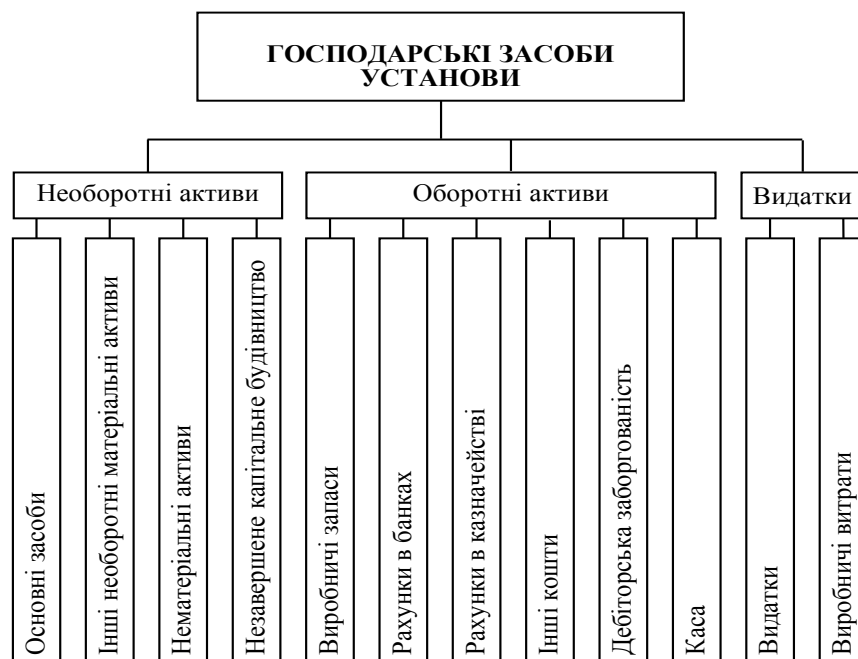 ГОСПОДАРСЬКІ ЗАСОБИ
УСТАНОВИ
Необоротні активи
Оборотні активи
Видатки
Основні засоби
Інші необоротні матеріальні активи
Нематеріальні активи
Незавершене капітальне будівництво
Виробничі запаси
Рахунки в банках
Рахунки в казначействі
Інші кошти
Дебіторська заборгованість
Каса
Видатки
Виробничі витрати